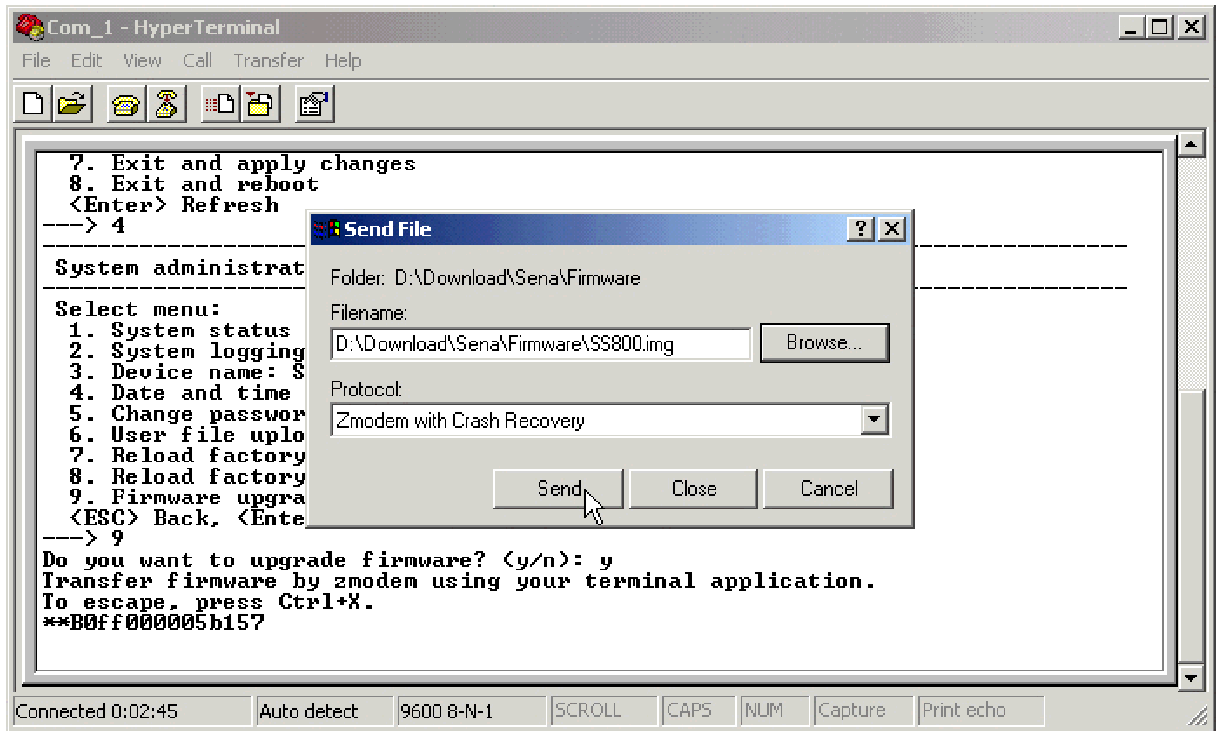 Com_1 - HyperTerminal
File Edit View Call Transfer Help
7. Exit and apply changes
8. Exit and reboot
<Enter> Refresh
---> 4
System administrat
Select menu:
1. System status
2. System logging
3. Device name: S
4. Date and time
5. Change passwor
6. User file uplo
7. Reload factory
8. Reload factory
9. Firmware upgra
<ESC> Back, <Ente
---> 9
Do you want to upgrade firmware? (y/n): y
Transfer firmware by zmodem using your terminal application.
To escape, press Ctrl+X.
**B0ff000005b157
Send File
Folder: D:\Download\Sena\Firmware
Filename:
D:\Download\Sena\Firmware\SS800.img
Browse...
Protocol:
Zmodem with Crash Recovery
Send Close Cancel
Connected 0:02:45 Auto detect 9600 8-N-1 SCROLL CAPS NUM Capture Print echo